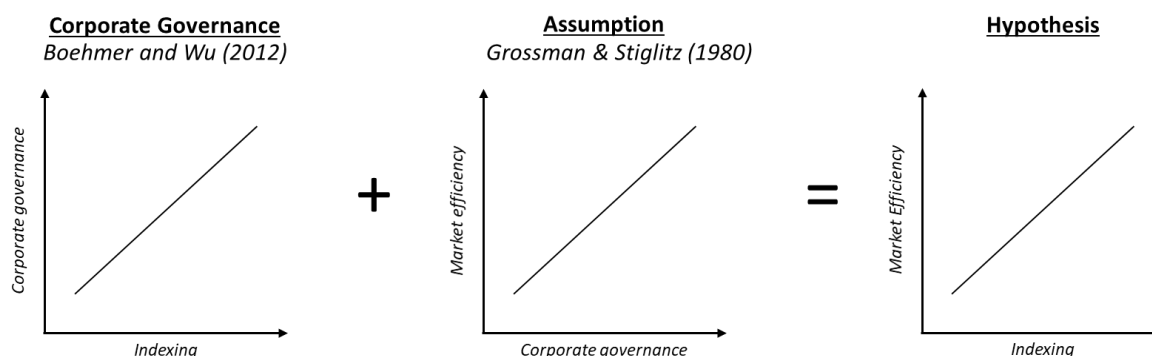 Corporate Governance
Boehmer and Wu (2012)
Corporate governance
Indexing
+
Assumption
Grossman & Stiglitz (1980)
Market efficiency
Corporate governance
=
Hypothesis
Market Efficiency
Indexing